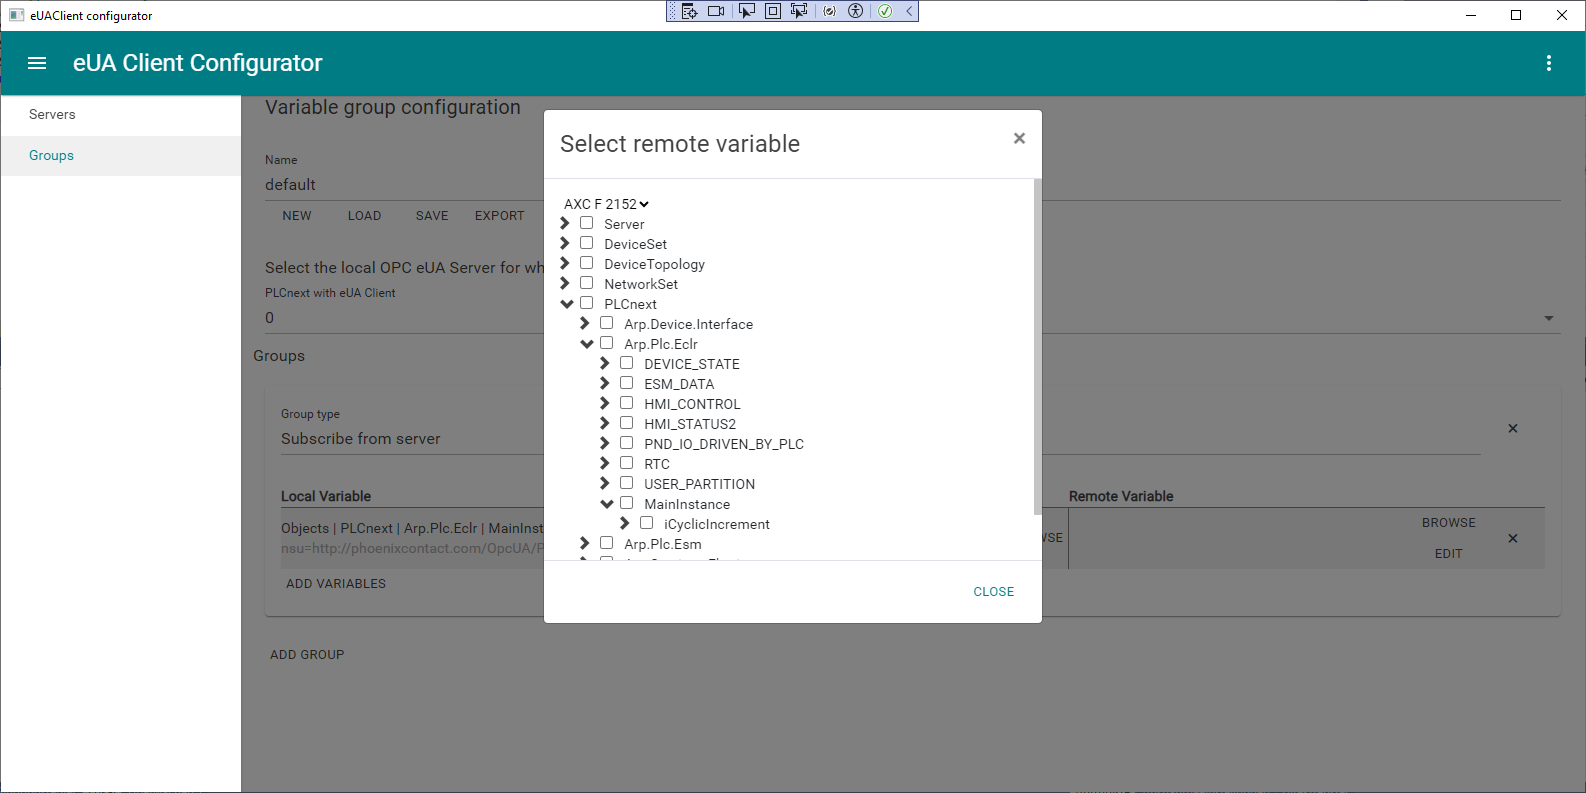 eUAClient configurator
eUA Client Configurator
Servers
Groups
Variable group configuration
Name
default
NEW LOAD SAVE EXPORT
Select the local OPC eUA Server for wh
PLCnext with eUA Client
0
Groups
Group type
Subscribe from server
Local Variable
Remote Variable
Objects | PLCnext | Arp.Plc.Eclr | MainInst
nsu=http://phoenixcontact.com/OpcUA/P
WSE
BROWSE
EDIT
ADD VARIABLES
ADD GROUP
Select remote variable
AXC F 2152
Server
DeviceSet
DeviceTopology
NetworkSet
PLCnext
Arp.Device.Interface
Arp.Plc.Eclr
DEVICE_STATE
ESM_DATA
HMI_CONTROL
HMI_STATUS2
PND_IO_DRIVEN_BY_PLC
RTC
USER_PARTITION
MainInstance
iCyclicIncrement
Arp.Plc.Esm
CLOSE